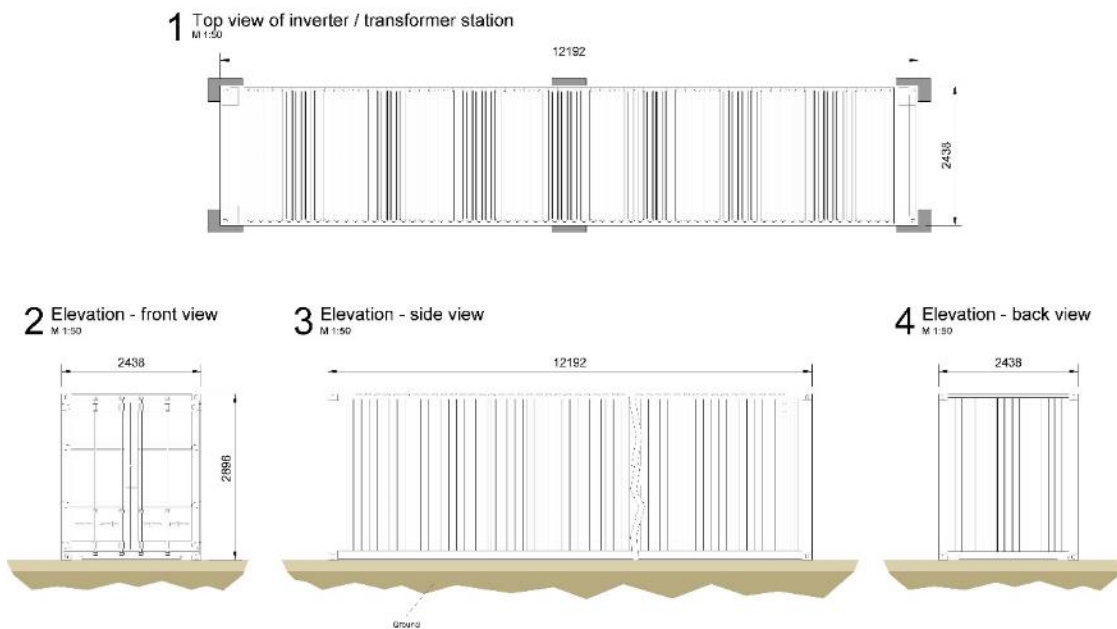 1 Top view of inverter / transformer station
M 1:50
12192
2438
2 Elevation - front view
M 1:50
2438
2896
3 Elevation - side view
M 1:50
12192
Ground
4 Elevation - back view
M 1:50
2438